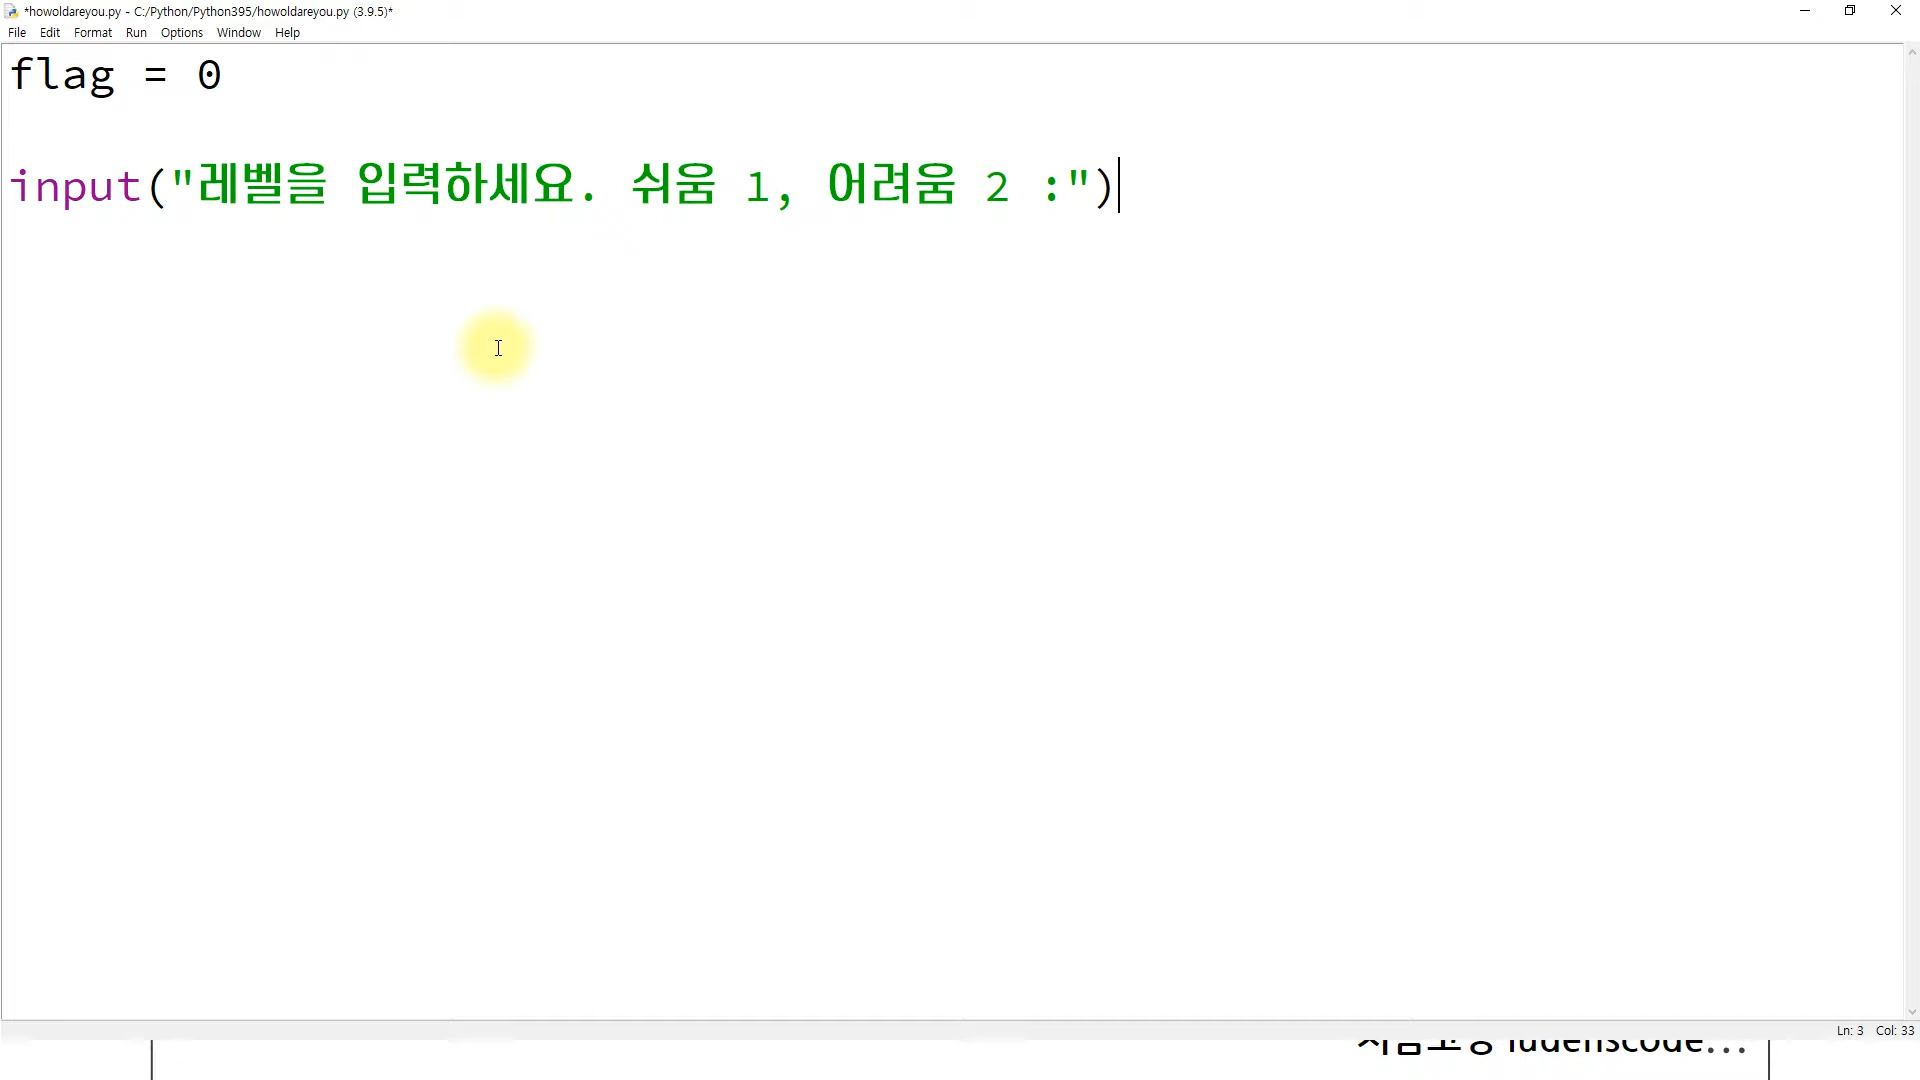 *howoldareyou.py - C:/Python/Python395/howoldareyou.py (3.9.5)*
File Edit Format Run Options Window Help
flag = 0
input("레벨을 입력하세요. 쉬움 1, 어려움 2 :")
Ln: 3 Col: 33
ludenscode...